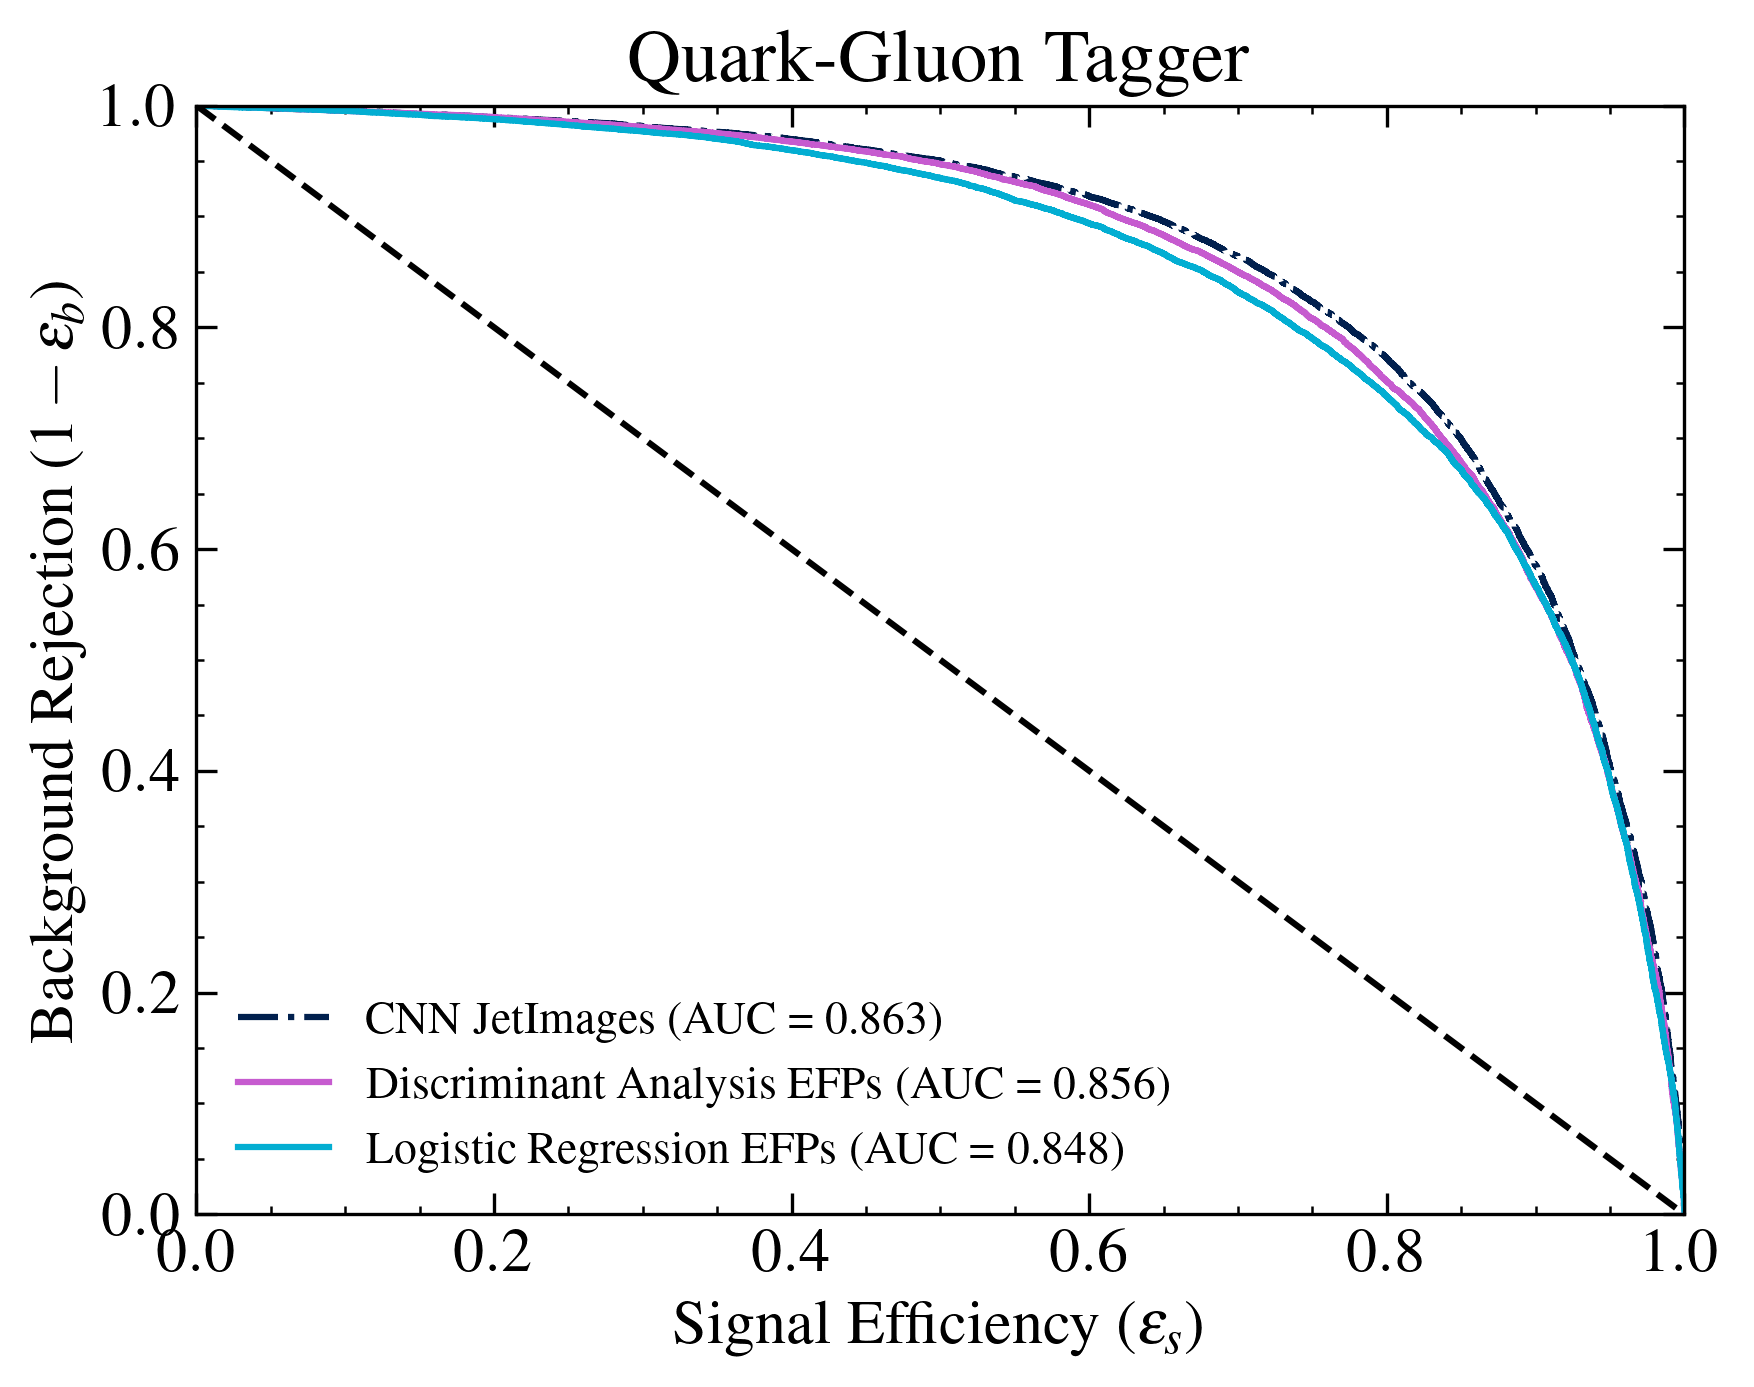 Quark-Gluon Tagger
Background Rejection (1 − ε_b)
1.0
0.8
0.6
0.4
0.2
0.0
CNN JetImages (AUC = 0.863)
Discriminant Analysis EFPs (AUC = 0.856)
Logistic Regression EFPs (AUC = 0.848)
0.0 0.2 0.4 0.6 0.8 1.0
Signal Efficiency (ε_s)